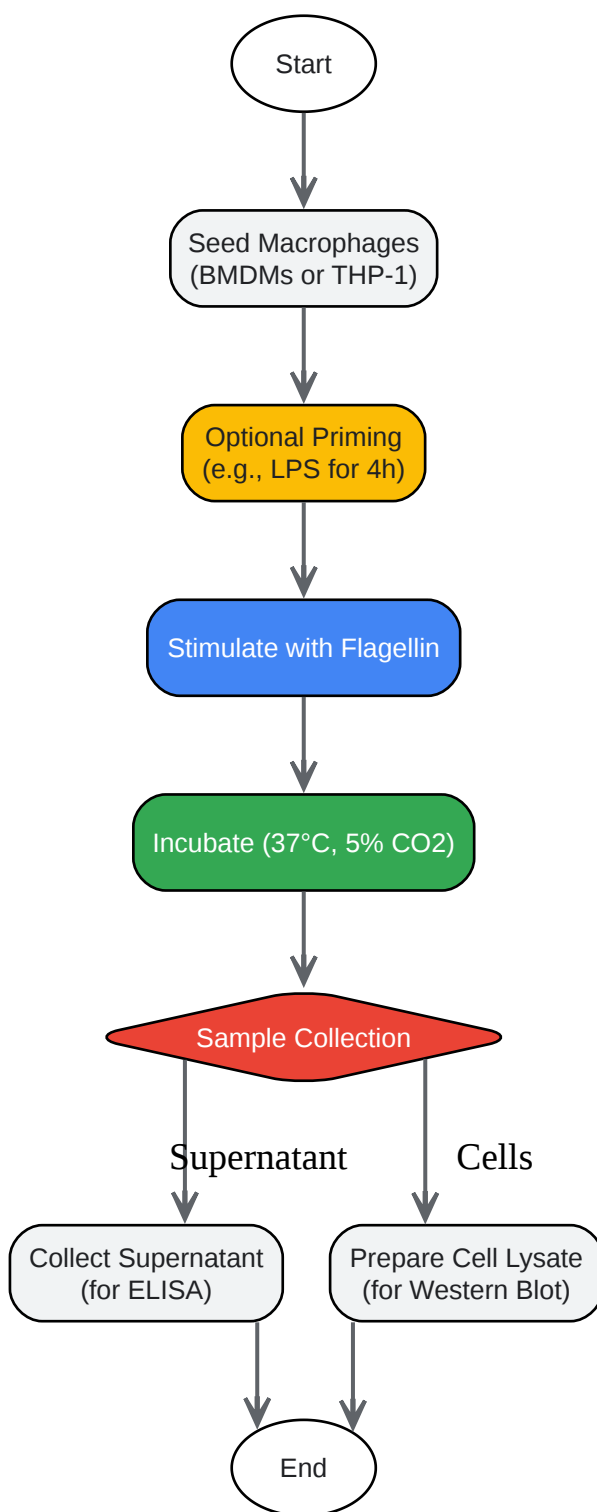 Start
Seed Macrophages
(BMDMs or THP-1)
Optional Priming
(e.g., LPS for 4h)
Stimulate with Flagellin
Incubate (37°C, 5% CO2)
Sample Collection
Supernatant
Cells
Collect Supernatant
(for ELISA)
Prepare Cell Lysate
(for Western Blot)
End